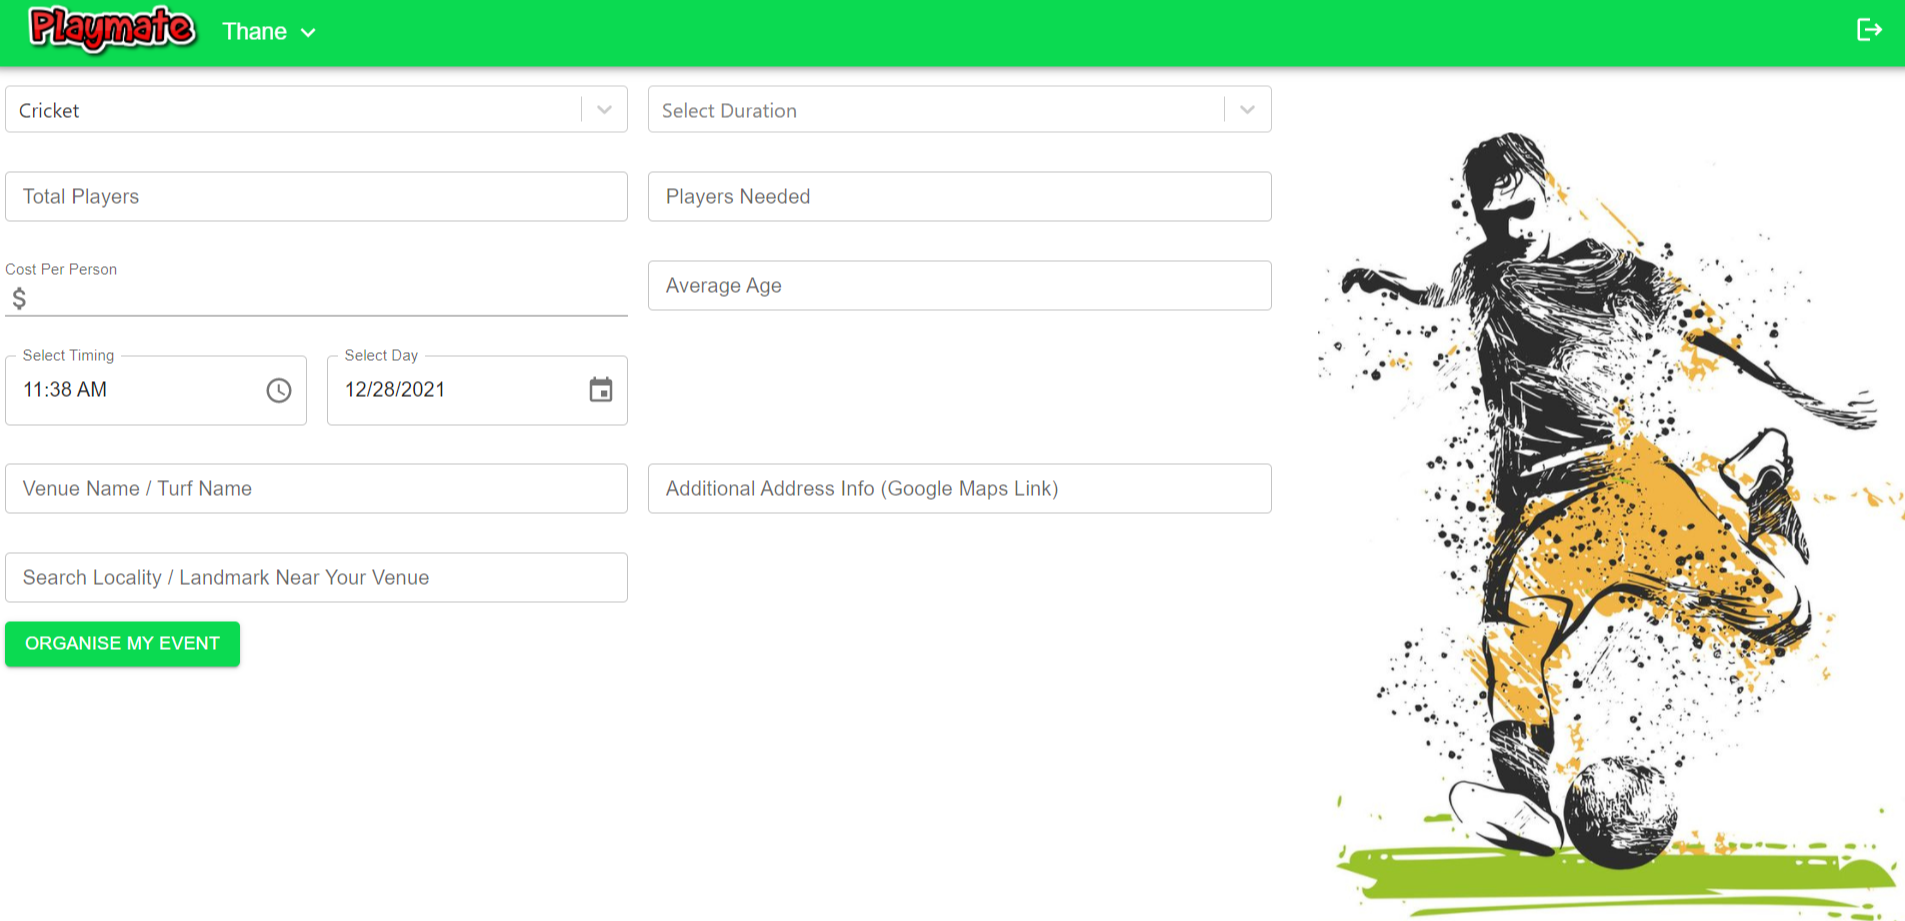 Playmate Thane
Cricket Select Duration
Total Players Players Needed
Cost Per Person
$ Average Age
Select Timing Select Day
11:38 AM 12/28/2021
Venue Name / Turf Name Additional Address Info (Google Maps Link)
Search Locality / Landmark Near Your Venue
ORGANISE MY EVENT